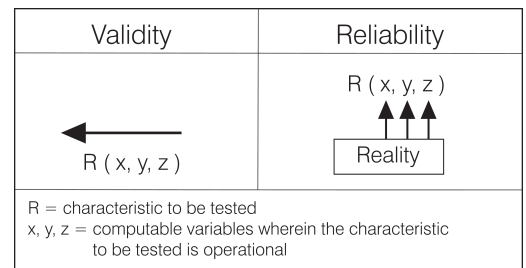 Validity
Reliability
R ( x, y, z )
R ( x, y, z )
Reality
R = characteristic to be tested
x, y, z = computable variables wherein the characteristic
to be tested is operational